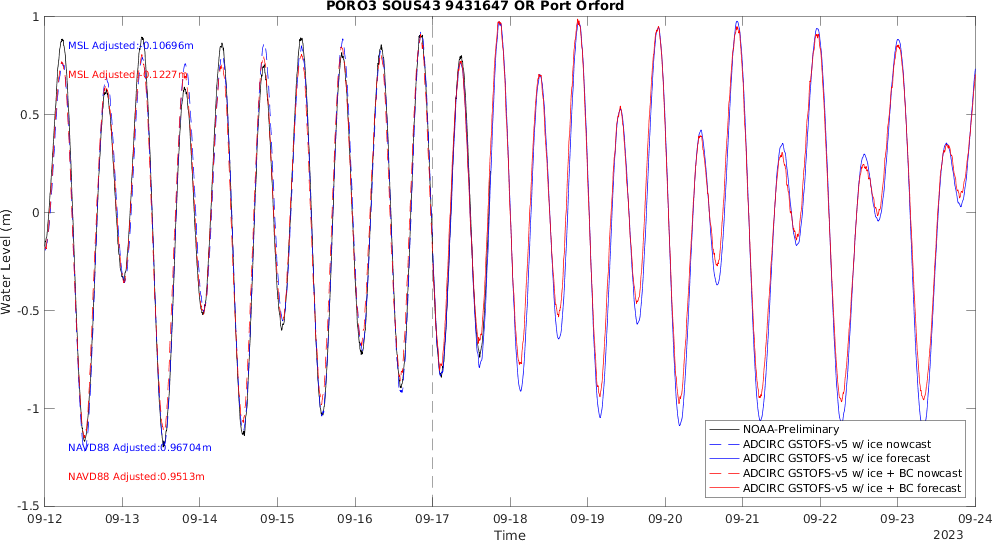 PORO3 SOUS43 9431647 OR Port Orford
MSL Adjusted:-0.10696m
MSL Adjusted:-0.1227m
NAVD88 Adjusted:0.96704m
NAVD88 Adjusted:0.9513m
Water Level (m)
1
0.5
0
-0.5
-1
-1.5
NOAA-Preliminary
ADCIRC GSTOFS-v5 w/ ice nowcast
ADCIRC GSTOFS-v5 w/ ice forecast
ADCIRC GSTOFS-v5 w/ ice + BC nowcast
ADCIRC GSTOFS-v5 w/ ice + BC forecast
09-12 09-13 09-14 09-15 09-16 09-17 09-18 09-19 09-20 09-21 09-22 09-23 09-24
Time
2023